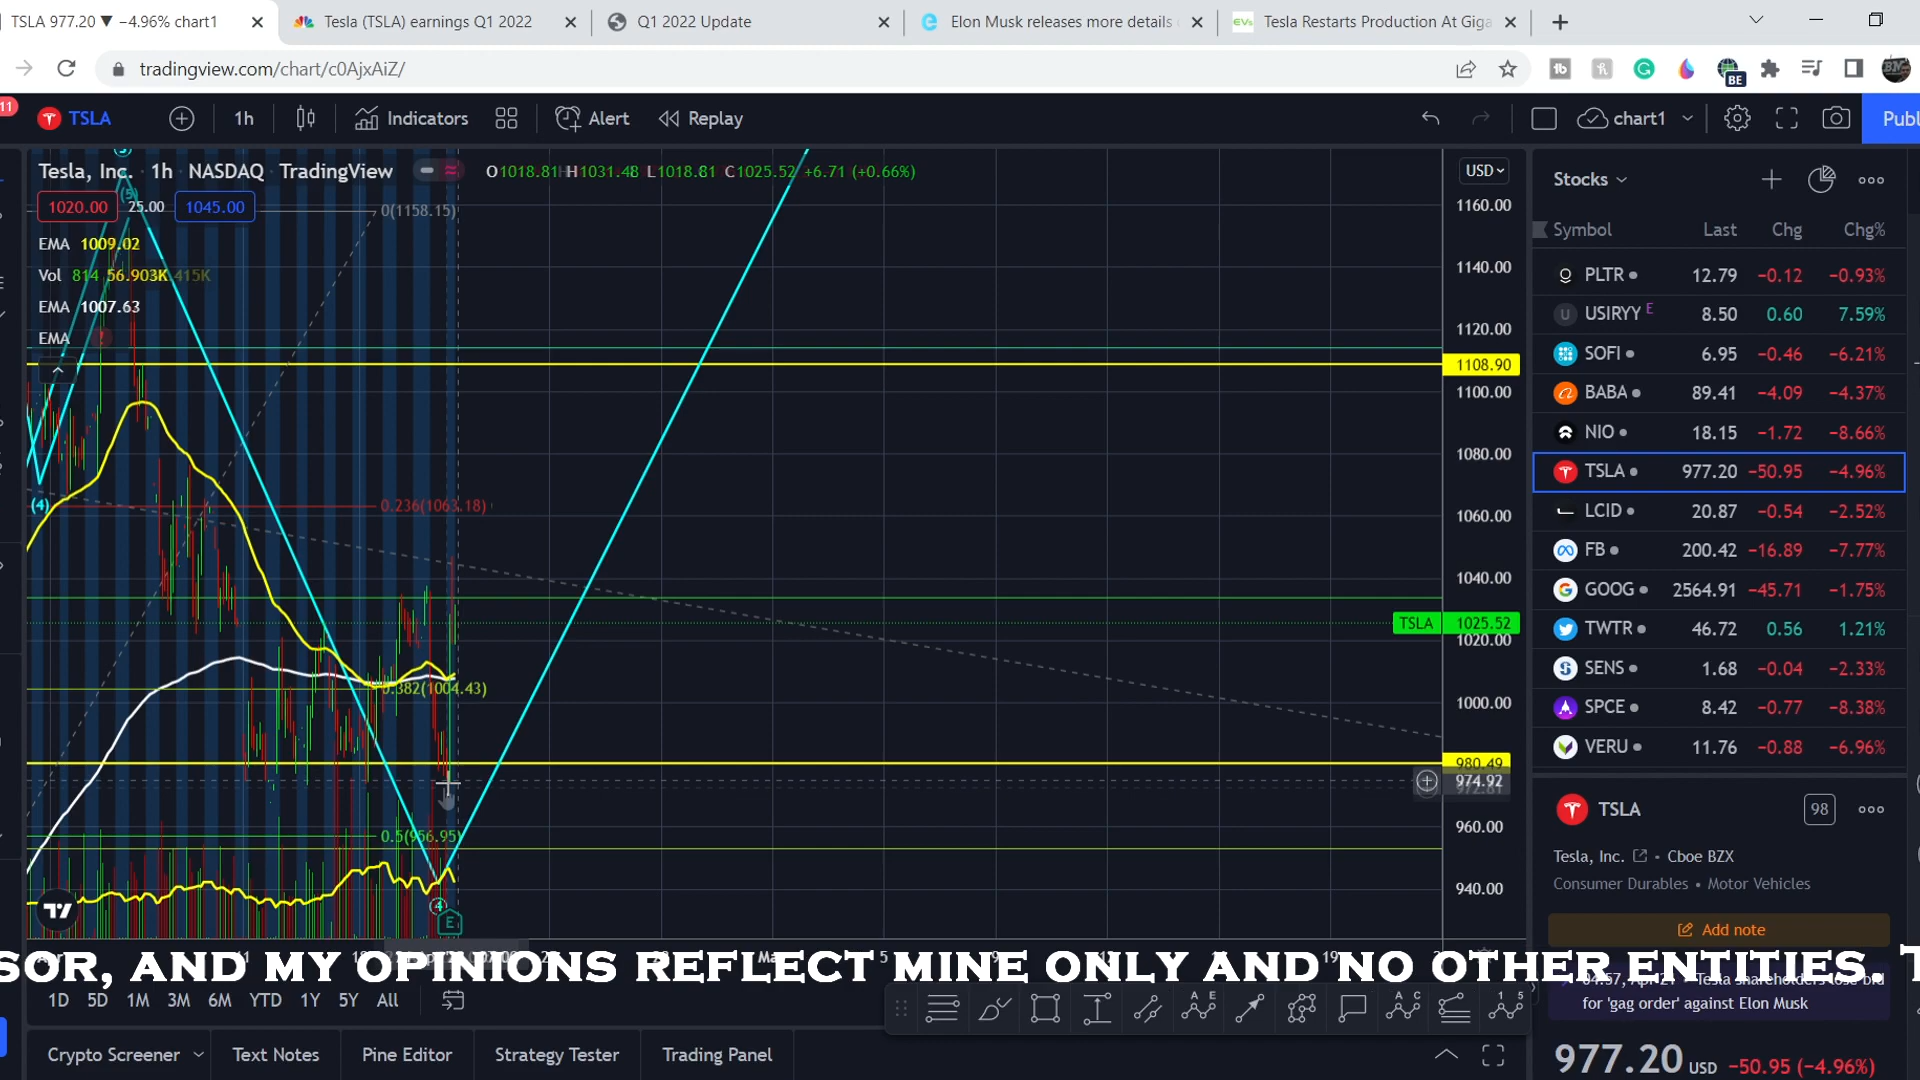 TSLA 977.20 ▼ −4.96% chart1
Tesla (TSLA) earnings Q1 2022
Q1 2022 Update
Elon Musk releases more details
Tesla Restarts Production At Giga
tradingview.com/chart/c0AjxAiZ/
BE
11
TSLA
1h
Indicators
Alert
Replay
chart1
Publ
Tesla, Inc. 1h NASDAQ TradingView
O1018.81 H1031.48 L1018.81 C1025.52 +6.71 (+0.66%)
USD
1020.00
25.00
1045.00
EMA 1009.02
Vol 814 56.903K 415K
EMA 1007.63
EMA
0(1158.15)
0.236(1063.18)
0.382(1004.43)
0.5(956.95)
(5)
(4)
4
E
1160.00
1140.00
1120.00
1108.90
1100.00
1080.00
1060.00
1040.00
TSLA 1025.52
1020.00
1000.00
980.49
974.92
960.00
940.00
Stocks
Symbol Last Chg Chg%
PLTR 12.79 −0.12 −0.93%
USIRYY E 8.50 0.60 7.59%
SOFI 6.95 −0.46 −6.21%
BABA 89.41 −4.09 −4.37%
NIO 18.15 −1.72 −8.66%
TSLA 977.20 −50.95 −4.96%
LCID 20.87 −0.54 −2.52%
FB 200.42 −16.89 −7.77%
GOOG 2564.91 −45.71 −1.75%
TWTR 46.72 0.56 1.21%
SENS 1.68 −0.04 −2.33%
SPCE 8.42 −0.77 −8.38%
VERU 11.76 −0.88 −6.96%
TSLA
98
Tesla, Inc. • Cboe BZX
Consumer Durables • Motor Vehicles
Add note
Tesla shareholders lose bid
for 'gag order' against Elon Musk
977.20 USD −50.95 (−4.96%)
SOR, AND MY OPINIONS REFLECT MINE ONLY AND NO OTHER ENTITIES. T
1D 5D 1M 3M 6M YTD 1Y 5Y All
Crypto Screener
Text Notes
Pine Editor
Strategy Tester
Trading Panel